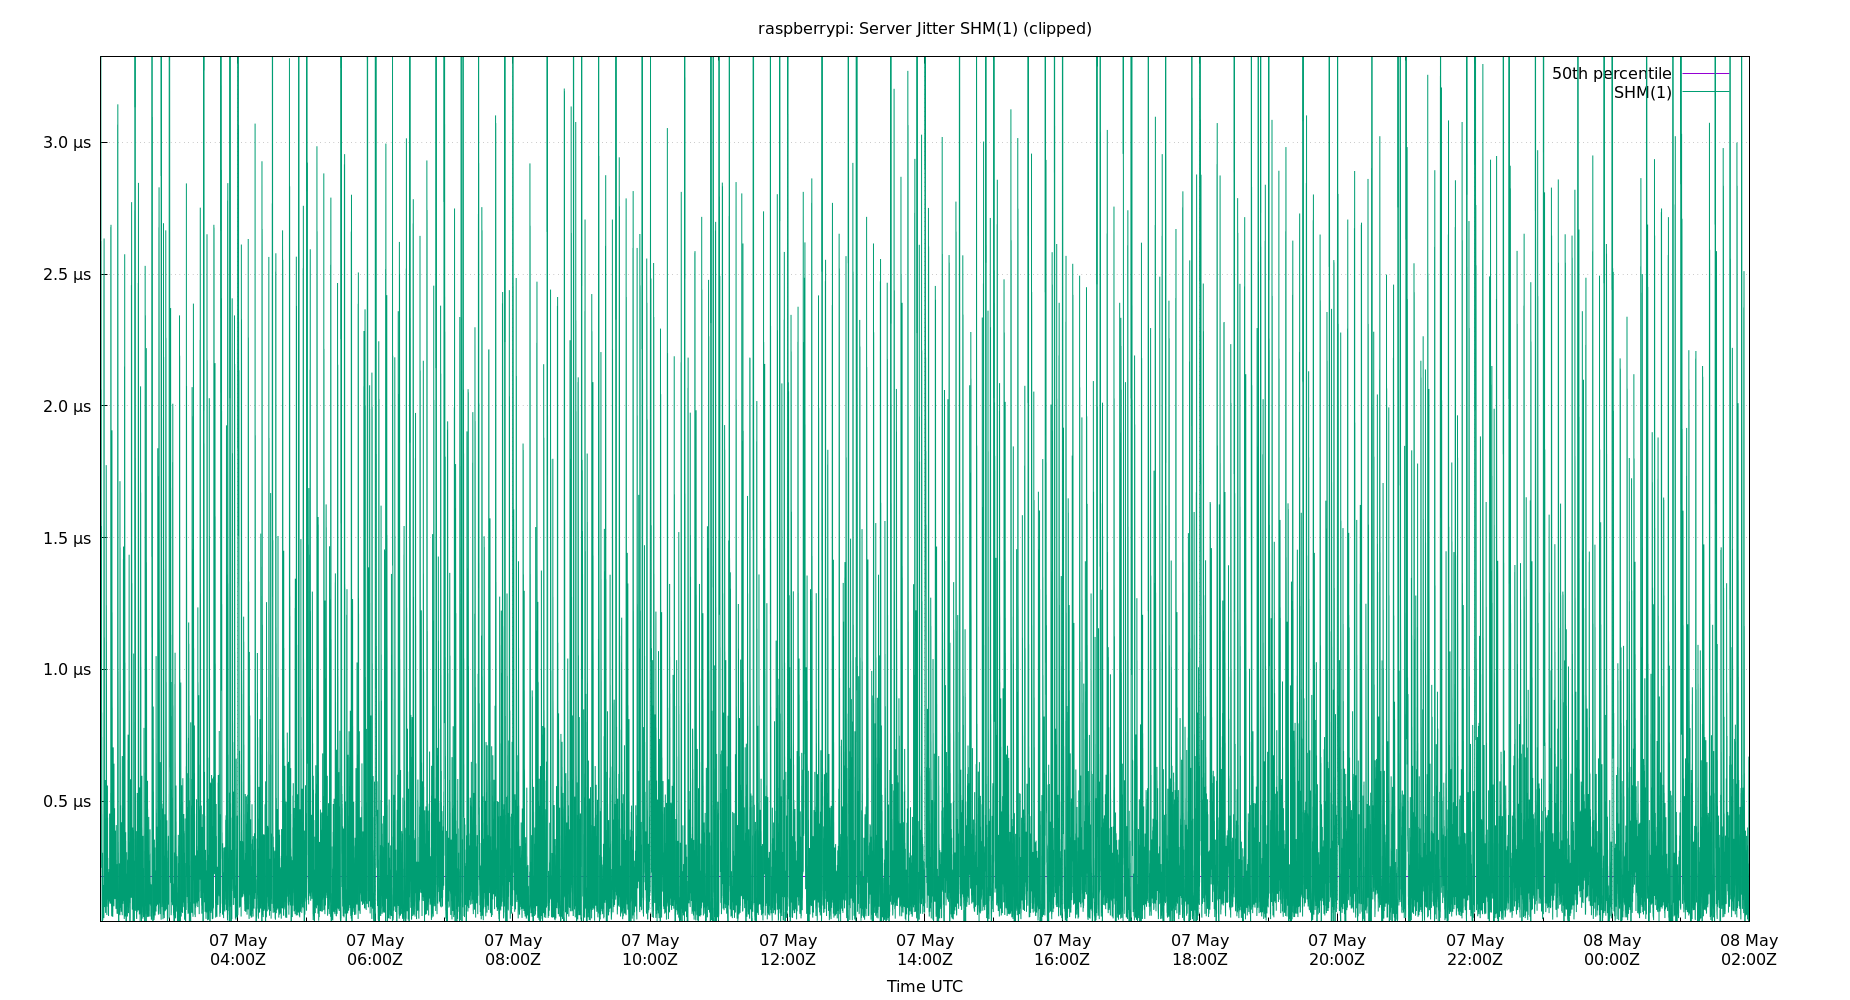 raspberrypi: Server Jitter SHM(1) (clipped)
50th percentile
SHM(1)
3.0 µs
2.5 µs
2.0 µs
1.5 µs
1.0 µs
0.5 µs
07 May 07 May 07 May 07 May 07 May 07 May 07 May 07 May 07 May 07 May 08 May 08 May
04:00Z 06:00Z 08:00Z 10:00Z 12:00Z 14:00Z 16:00Z 18:00Z 20:00Z 22:00Z 00:00Z 02:00Z
Time UTC